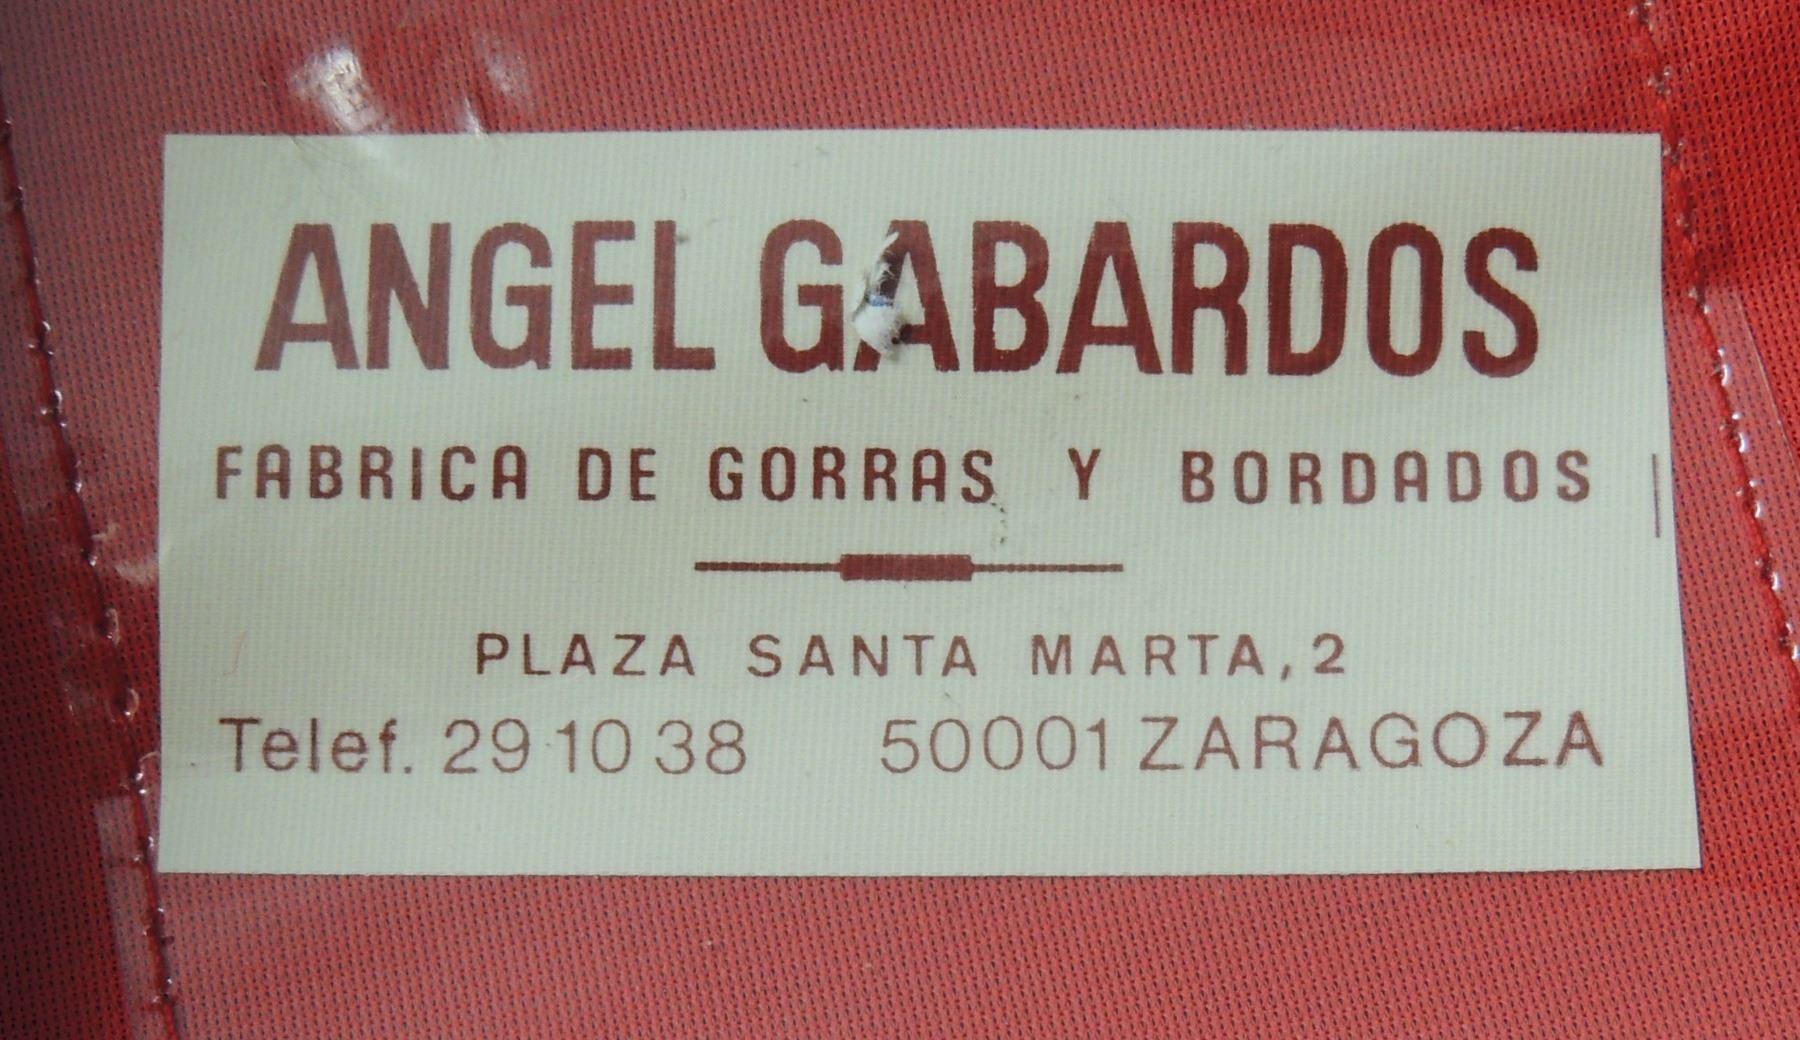 ANGEL GABARDOS
FABRICA DE GORRAS Y BORDADOS
PLAZA SANTA MARTA, 2
Telef. 29 10 38 50001 ZARAGOZA